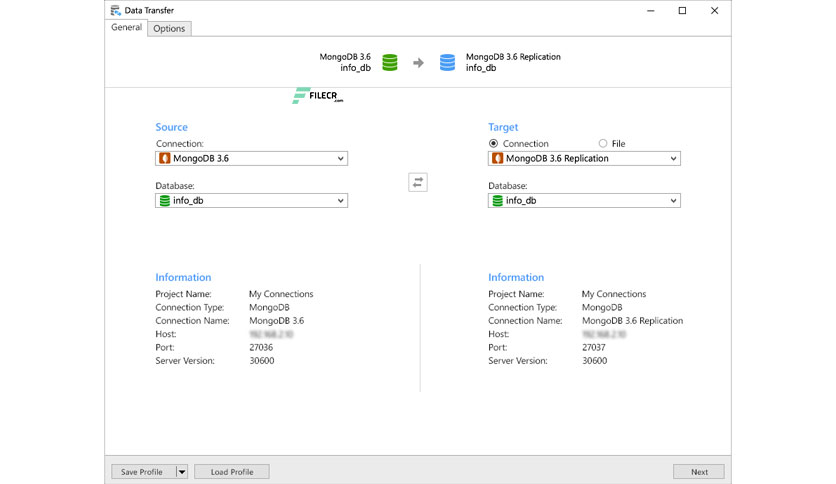 Data Transfer
General
Options
MongoDB 3.6
info_db
MongoDB 3.6 Replication
info_db
FILECR
.com
Source
Connection:
MongoDB 3.6
Database:
info_db
Target
Connection
File
MongoDB 3.6 Replication
Database:
info_db
Information
Project Name: My Connections
Connection Type: MongoDB
Connection Name: MongoDB 3.6
Host:
Port: 27036
Server Version: 30600
Information
Project Name: My Connections
Connection Type: MongoDB
Connection Name: MongoDB 3.6 Replication
Host:
Port: 27037
Server Version: 30600
Save Profile
Load Profile
Next